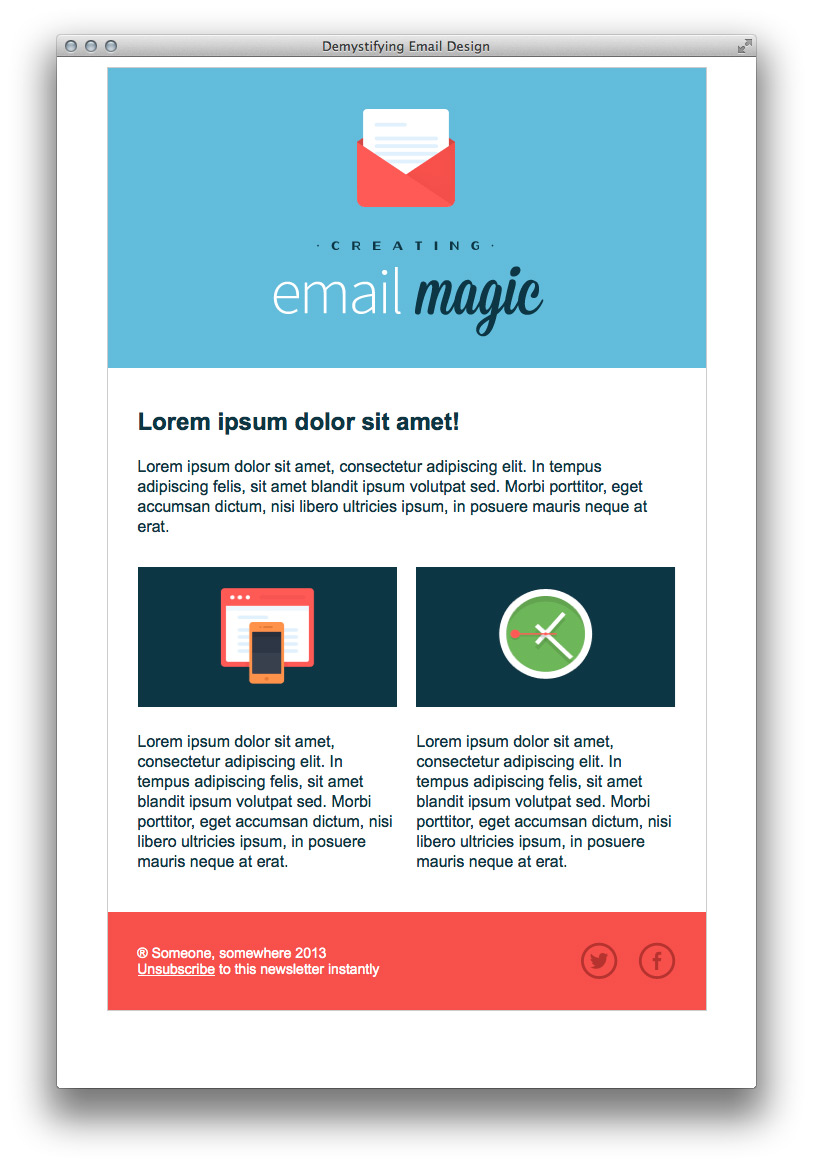 Demystifying Email Design
· CREATING ·
email magic
Lorem ipsum dolor sit amet!
Lorem ipsum dolor sit amet, consectetur adipiscing elit. In tempus
adipiscing felis, sit amet blandit ipsum volutpat sed. Morbi porttitor, eget
accumsan dictum, nisi libero ultricies ipsum, in posuere mauris neque at
erat.
Lorem ipsum dolor sit amet,
consectetur adipiscing elit. In
tempus adipiscing felis, sit amet
blandit ipsum volutpat sed. Morbi
porttitor, eget accumsan dictum, nisi
libero ultricies ipsum, in posuere
mauris neque at erat.
Lorem ipsum dolor sit amet,
consectetur adipiscing elit. In
tempus adipiscing felis, sit amet
blandit ipsum volutpat sed. Morbi
porttitor, eget accumsan dictum, nisi
libero ultricies ipsum, in posuere
mauris neque at erat.
® Someone, somewhere 2013
Unsubscribe to this newsletter instantly